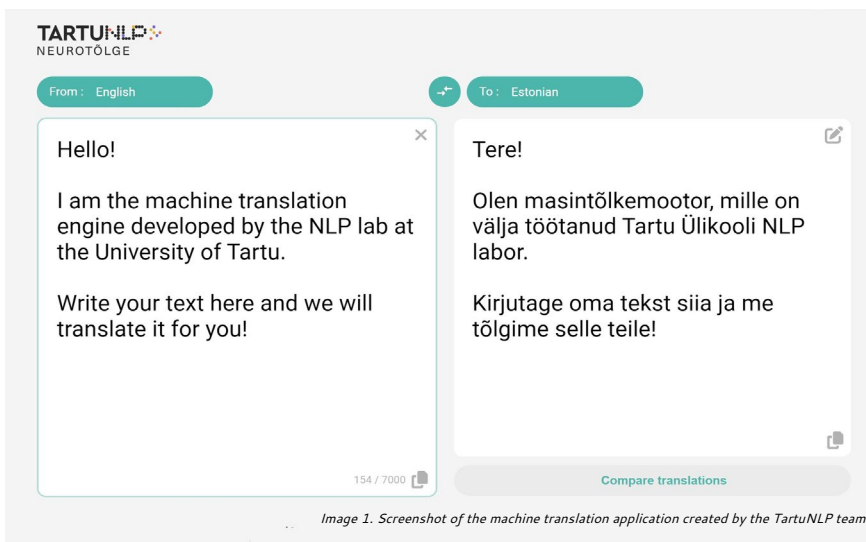 TARTUNLP
NEUROTÕLGE
From : English
To : Estonian
Hello!
I am the machine translation
engine developed by the NLP lab at
the University of Tartu.
Write your text here and we will
translate it for you!
154 / 7000
Tere!
Olen masintõlkemootor, mille on
välja töötanud Tartu Ülikooli NLP
labor.
Kirjutage oma tekst siia ja me
tõlgime selle teile!
Compare translations
Image 1. Screenshot of the machine translation application created by the TartuNLP team